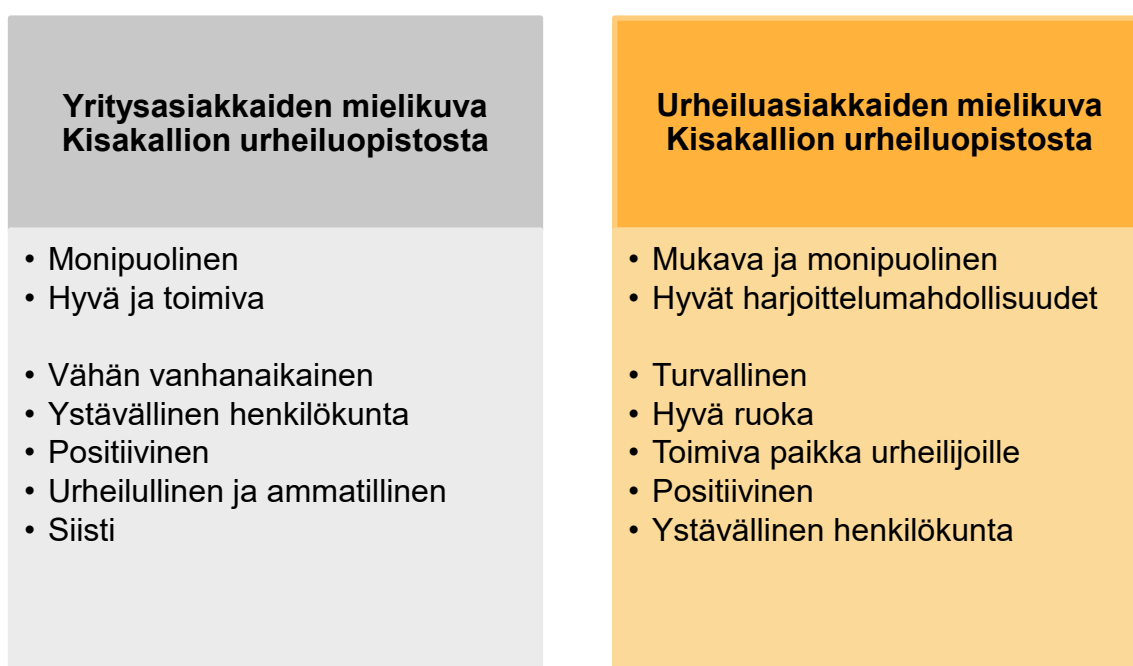 Yritysasiakkaiden mielikuva
Kisakallion urheiluopistosta
• Monipuolinen
• Hyvä ja toimiva
• Vähän vanhanaikainen
• Ystävällinen henkilökunta
• Positiivinen
• Urheilullinen ja ammatillinen
• Siisti
Urheiluasiakkaiden mielikuva
Kisakallion urheiluopistosta
• Mukava ja monipuolinen
• Hyvät harjoittelumahdollisuudet
• Turvallinen
• Hyvä ruoka
• Toimiva paikka urheilijoille
• Positiivinen
• Ystävällinen henkilökunta